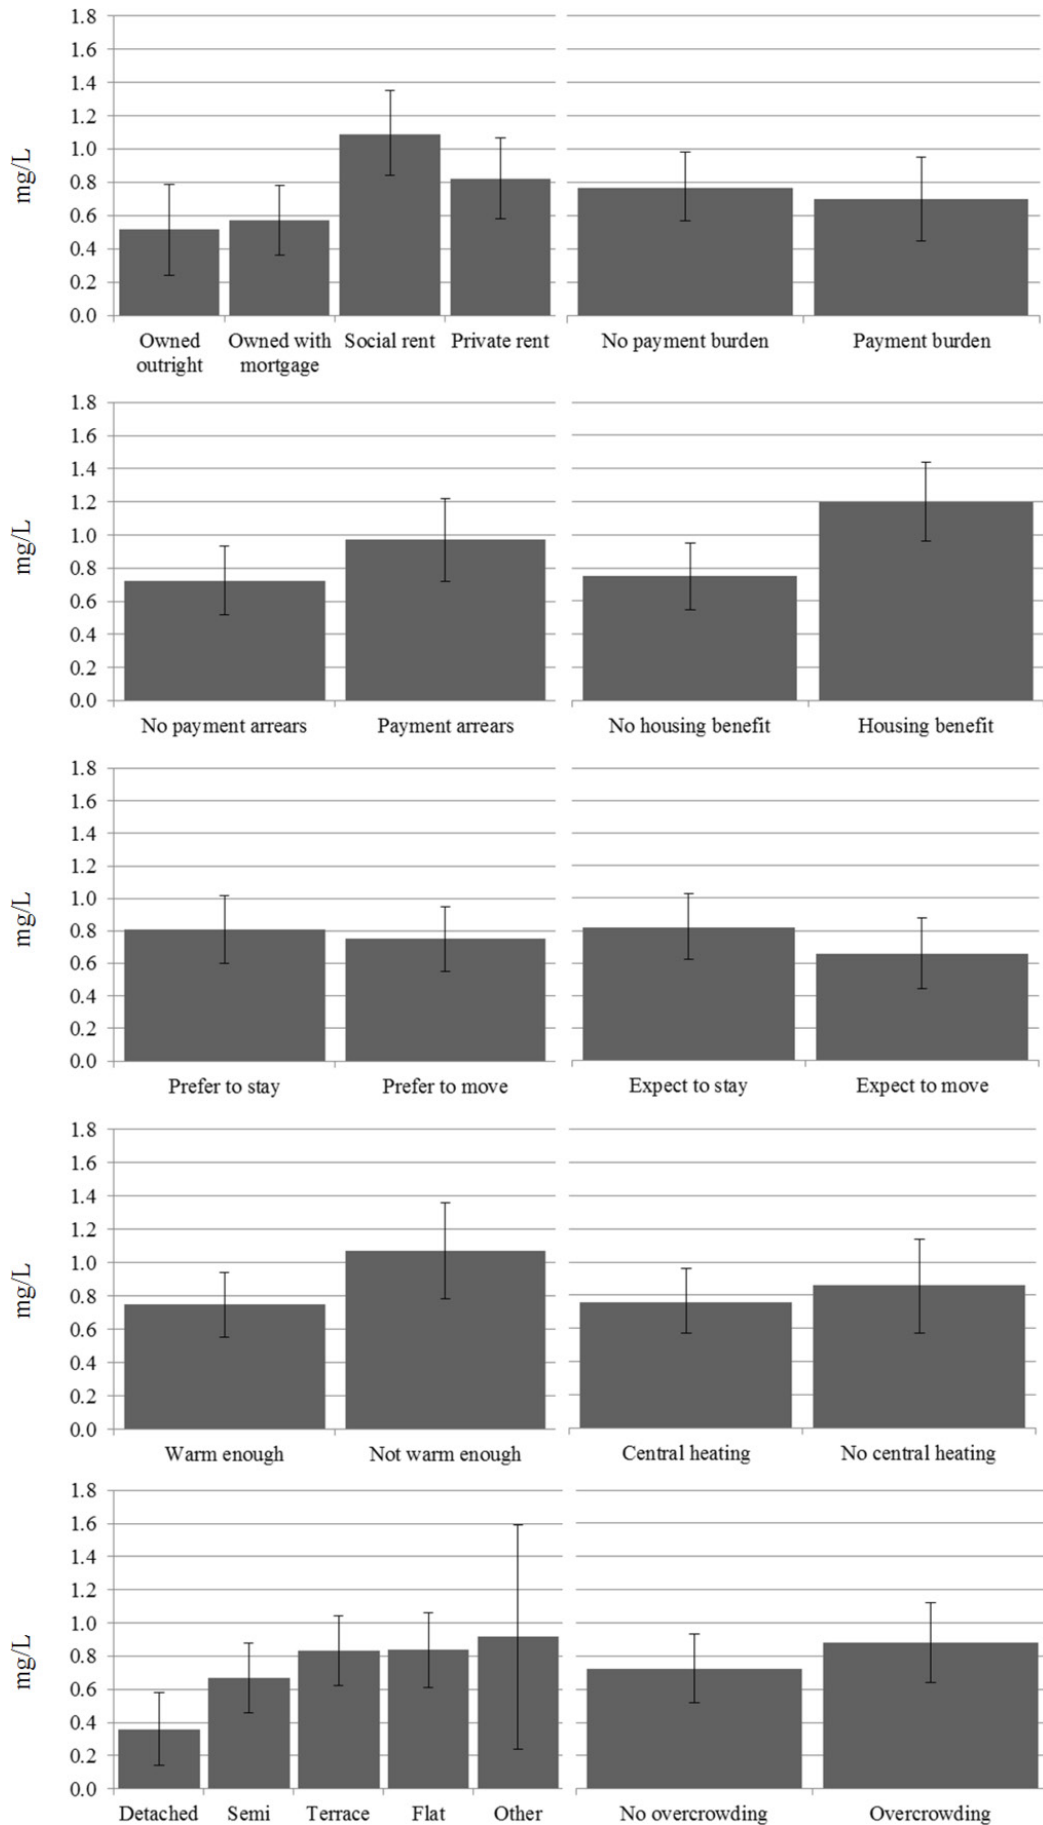 1.8
1.6
1.4
1.2
1.0
0.8
0.6
0.4
0.2
0.0
mg/L
Owned outright
Owned with mortgage
Social rent
Private rent
No payment burden
Payment burden
1.8
1.6
1.4
1.2
1.0
0.8
0.6
0.4
0.2
0.0
mg/L
No payment arrears
Payment arrears
No housing benefit
Housing benefit
1.8
1.6
1.4
1.2
1.0
0.8
0.6
0.4
0.2
0.0
mg/L
Prefer to stay
Prefer to move
Expect to stay
Expect to move
1.8
1.6
1.4
1.2
1.0
0.8
0.6
0.4
0.2
0.0
mg/L
Warm enough
Not warm enough
Central heating
No central heating
1.8
1.6
1.4
1.2
1.0
0.8
0.6
0.4
0.2
0.0
mg/L
Detached
Semi
Terrace
Flat
Other
No overcrowding
Overcrowding